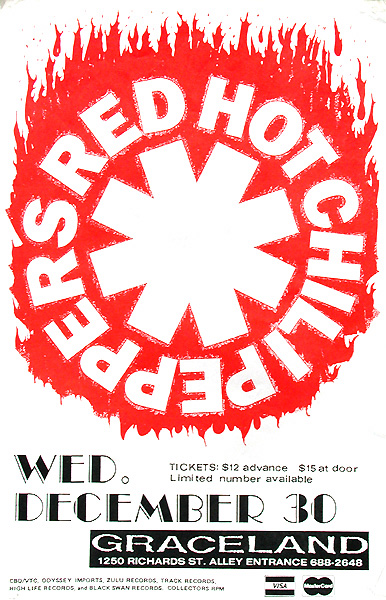 RED HOT CHILI PEPPERS
WED.
TICKETS: $12 advance $15 at door
Limited number available
DECEMBER 30
GRACELAND
1250 RICHARDS ST. ALLEY ENTRANCE 688-2648
CBO/VTC, ODYSSEY IMPORTS, ZULU RECORDS, TRACK RECORDS,
HIGH LIFE RECORDS, and BLACK SWAN RECORDS. COLLECTORS RPM
VISA MasterCard